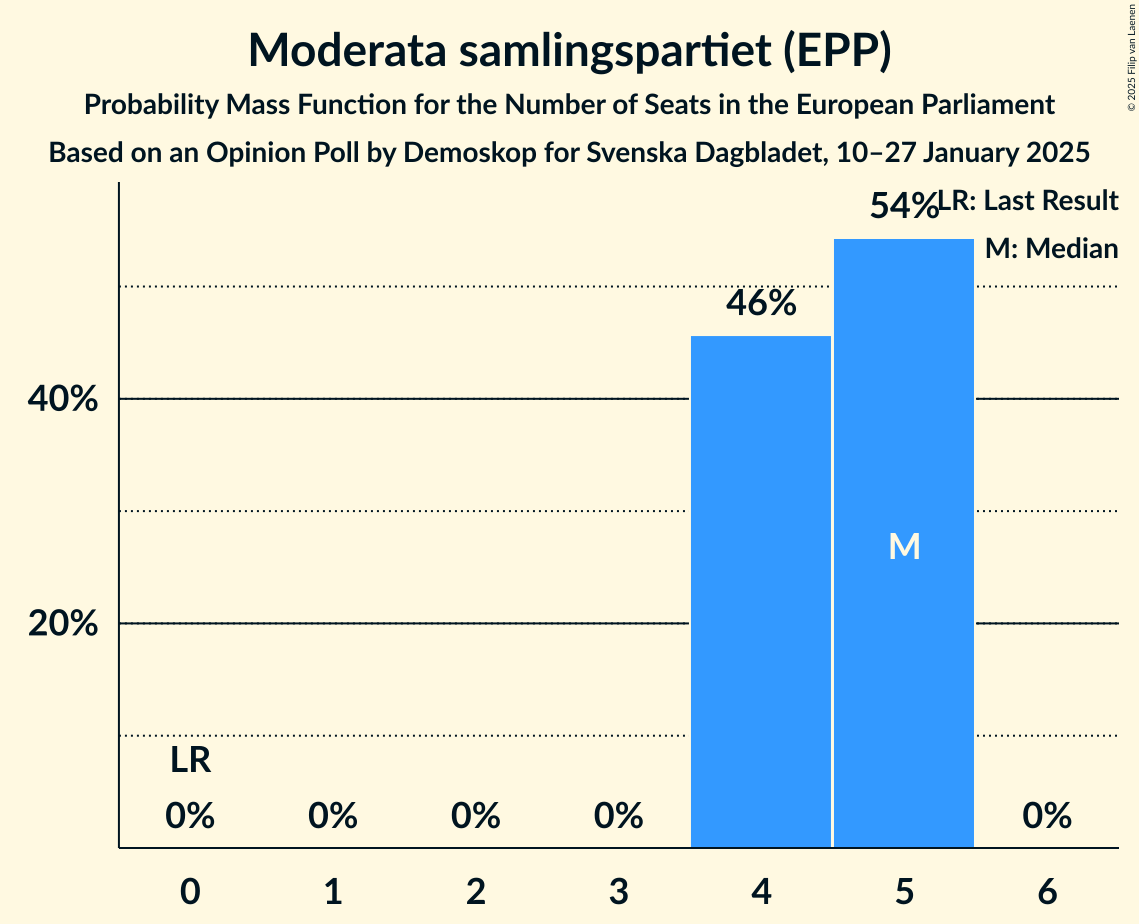 Moderata samlingspartiet (EPP)
Probability Mass Function for the Number of Seats in the European Parliament
Based on an Opinion Poll by Demoskop for Svenska Dagbladet, 10–27 January 2025
© 2025 Filip van Laenen
LR: Last Result
M: Median
54%
46%
40%
20%
M
LR
0% 0% 0% 0% 0%
0 1 2 3 4 5 6